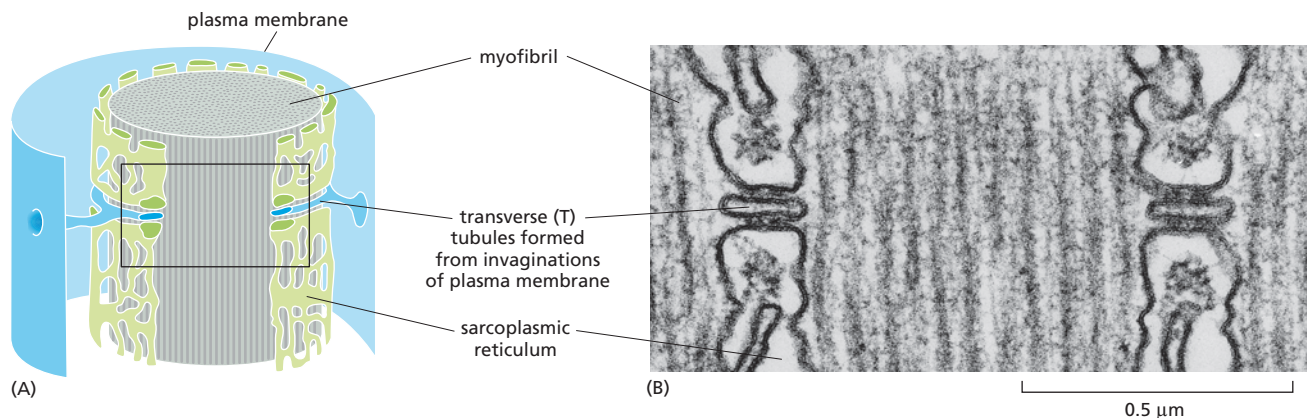 plasma membrane
myofibril
transverse (T)
tubules formed
from invaginations
of plasma membrane
sarcoplasmic
reticulum
(A)
(B)
0.5 μm